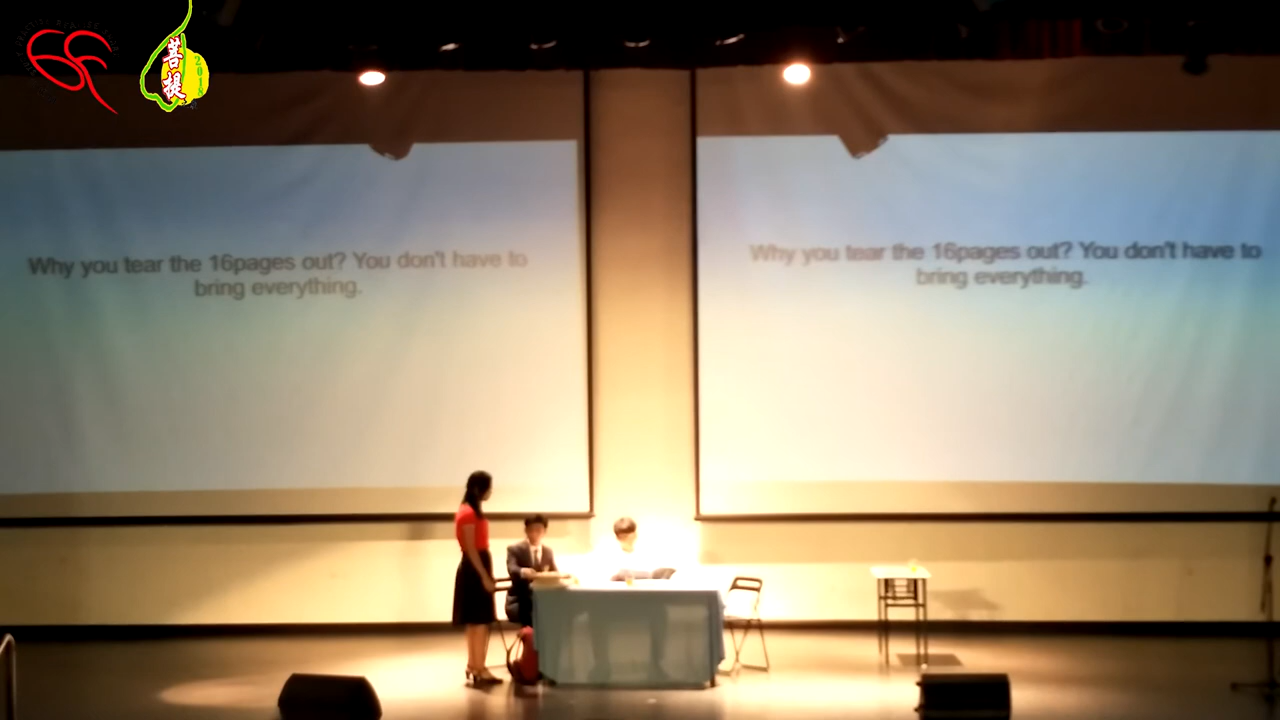 菩提
2018
Why you tear the 16pages out? You don't have to
bring everything.
Why you tear the 16pages out? You don't have to
bring everything.